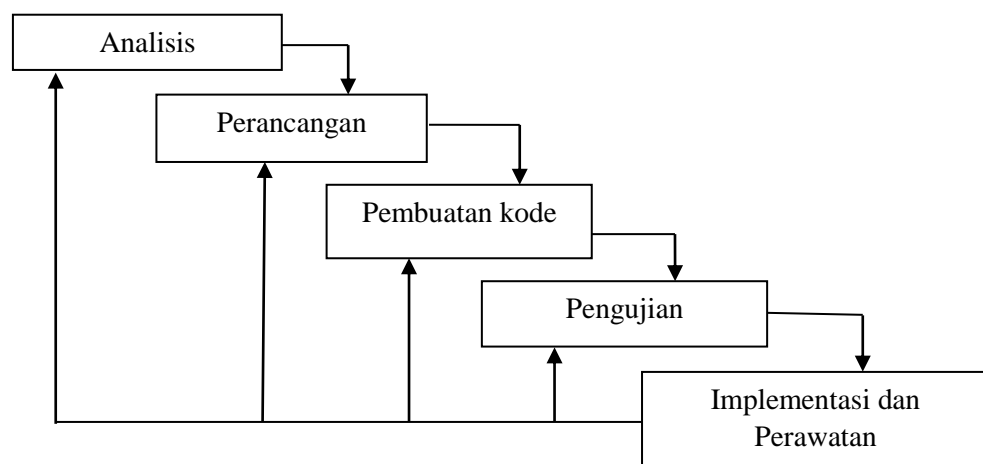 Analisis
Perancangan
Pembuatan kode
Pengujian
Implementasi dan
Perawatan